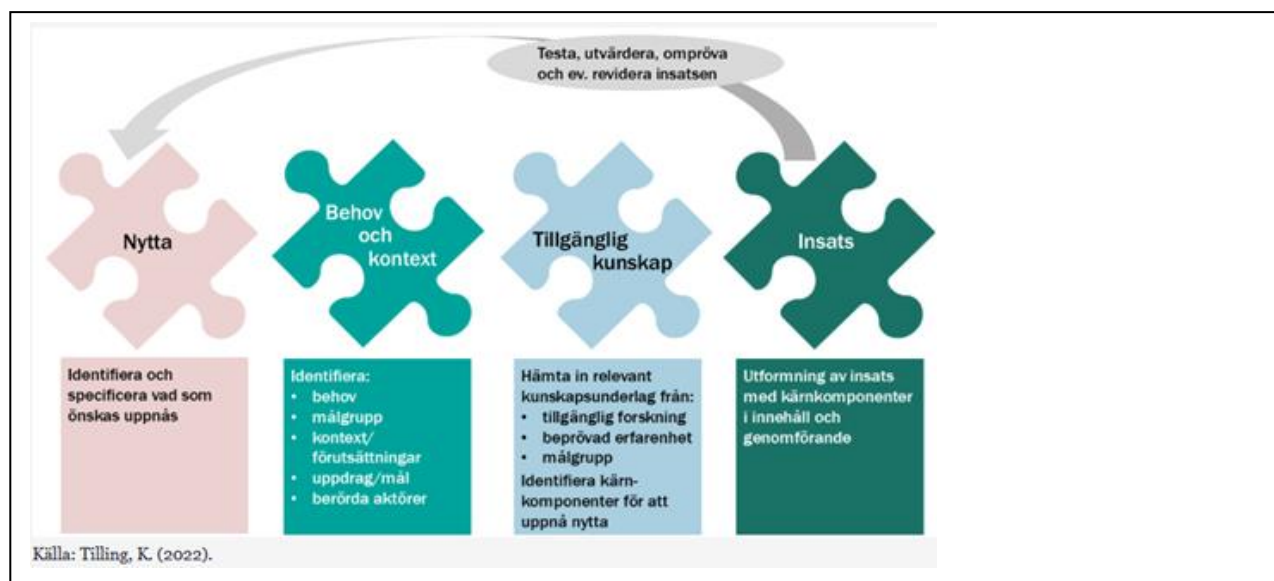 Testa, utvärdera, ompröva
och ev. revidera insatsen
Nytta
Behov
och
kontext
Tillgänglig
kunskap
Insats
Identifiera och
specificera vad som
önskas uppnås
Identifiera:
• behov
• målgrupp
• kontext/
förutsättningar
• uppdrag/mål
• berörda aktörer
Hämta in relevant
kunskapsunderlag från:
• tillgänglig forskning
• beprövad erfarenhet
• målgrupp
Identifiera kärn-
komponenter för att
uppnå nytta
Utformning av insats
med kärnkomponenter
i innehåll och
genomförande
Källa: Tilling, K. (2022).